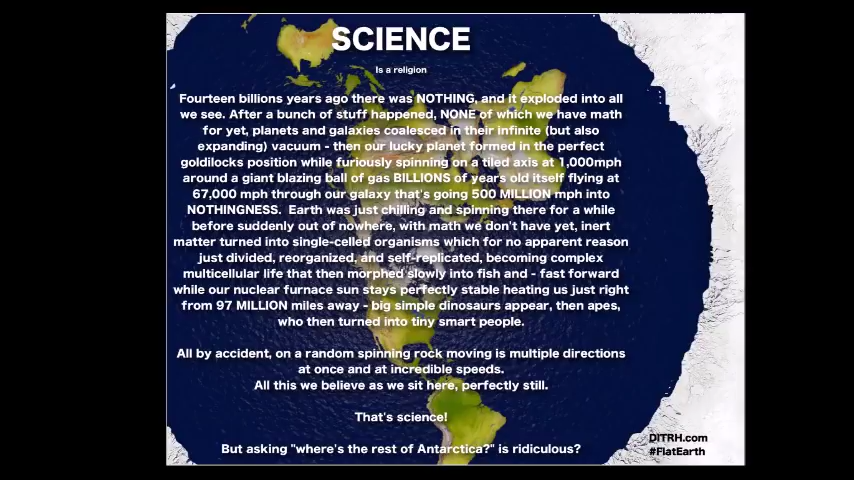 SCIENCE
Is a religion
Fourteen billions years ago there was NOTHING, and it exploded into all
we see. After a bunch of stuff happened, NONE of which we have math
for yet, planets and galaxies coalesced in their infinite (but also
expanding) vacuum - then our lucky planet formed in the perfect
goldilocks position while furiously spinning on a tiled axis at 1,000mph
around a giant blazing ball of gas BILLIONS of years old itself flying at
67,000 mph through our galaxy that's going 500 MILLION mph into
NOTHINGNESS. Earth was just chilling and spinning there for a while
before suddenly out of nowhere, with math we don't have yet, inert
matter turned into single-celled organisms which for no apparent reason
just divided, reorganized, and self-replicated, becoming complex
multicellular life that then morphed slowly into fish and - fast forward
while our nuclear furnace sun stays perfectly stable heating us just right
from 97 MILLION miles away - big simple dinosaurs appear, then apes,
who then turned into tiny smart people.
All by accident, on a random spinning rock moving is multiple directions
at once and at incredible speeds.
All this we believe as we sit here, perfectly still.
That's science!
But asking "where's the rest of Antarctica?" is ridiculous?
DITRH.com
#FlatEarth